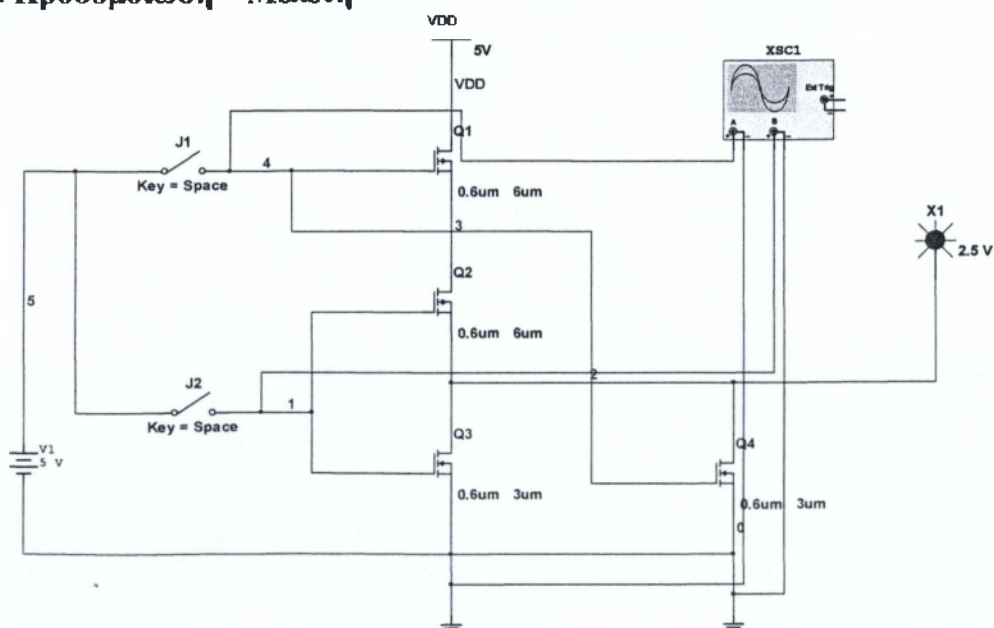 Προσομοίωση
VDD
5V
XSC1
VDD
Ext Trig
A B
Q1
J1
4
Key = Space
0.6um 6um
X1
3
2.5 V
Q2
5
0.6um 6um
J2
2
1
Key = Space
Q3
Q4
V1
5 V
0.6um 3um
0.6um 3um
0